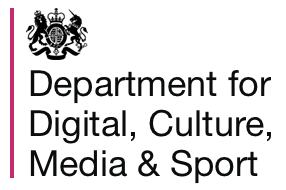 Department for
Digital, Culture,
Media & Sport